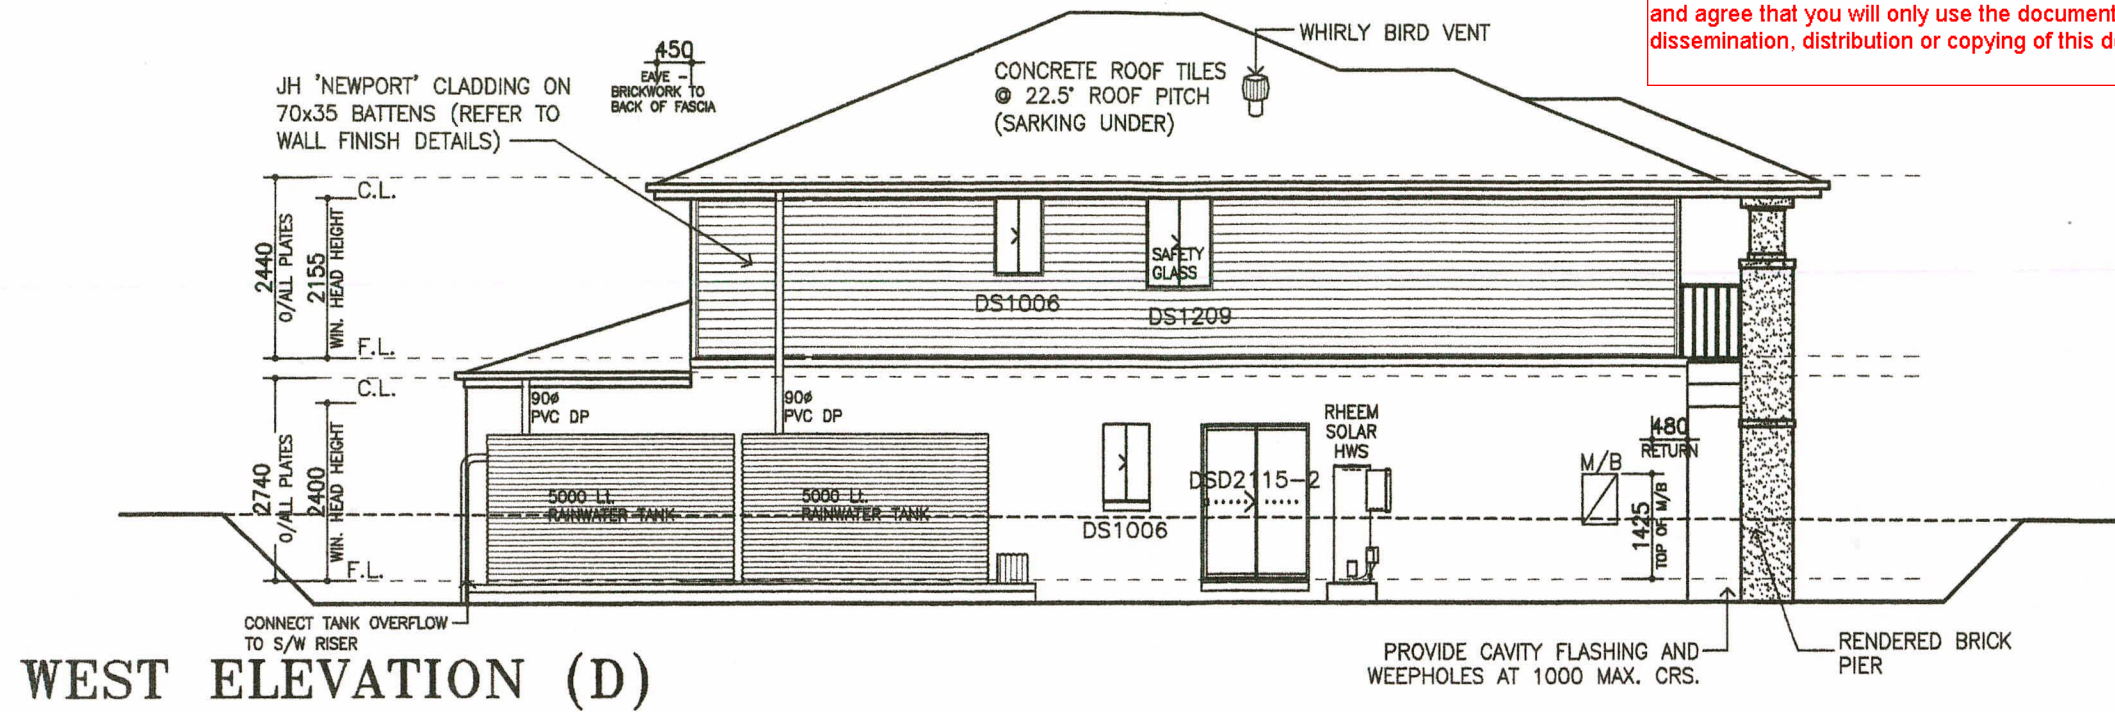 and agree that you will only use the document
dissemination, distribution or copying of this d
WHIRLY BIRD VENT
450
EAVE -
BRICKWORK TO
BACK OF FASCIA
JH 'NEWPORT' CLADDING ON
70x35 BATTENS (REFER TO
WALL FINISH DETAILS)
CONCRETE ROOF TILES
@ 22.5° ROOF PITCH
(SARKING UNDER)
C.L.
2440
O/ALL PLATES
2155
WIN. HEAD HEIGHT
F.L.
SAFETY
GLASS
DS1006
DS1209
C.L.
2740
O/ALL PLATES
2400
WIN. HEAD HEIGHT
F.L.
90ø
PVC DP
90ø
PVC DP
5000 Lt.
RAINWATER TANK
5000 Lt.
RAINWATER TANK
DS1006
DSD2115-2
RHEEM
SOLAR
HWS
M/B
480
RETURN
1425
TOP OF M/B
CONNECT TANK OVERFLOW
TO S/W RISER
PROVIDE CAVITY FLASHING AND
WEEPHOLES AT 1000 MAX. CRS.
RENDERED BRICK
PIER
WEST ELEVATION (D)